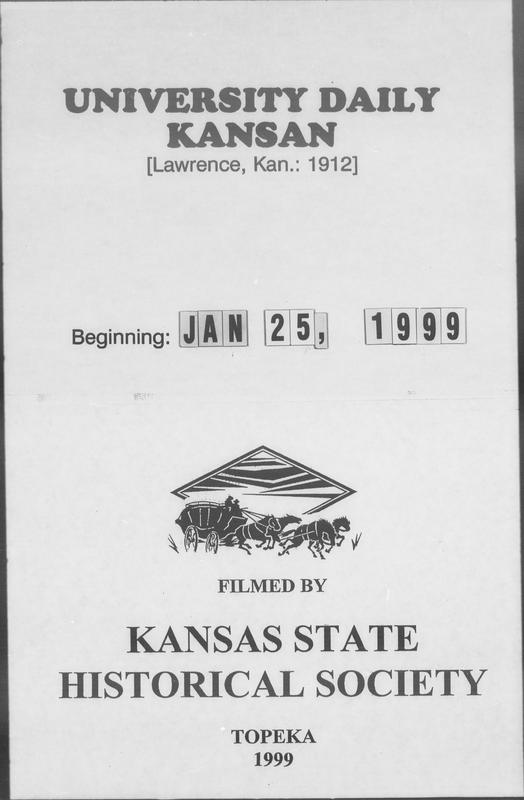 UNIVERSITY DAILY
KANSAN
[Lawrence, Kan.: 1912]
Beginning: JAN 25, 1999
FILMED BY
KANSAS STATE
HISTORICAL SOCIETY
TOPEKA
1999